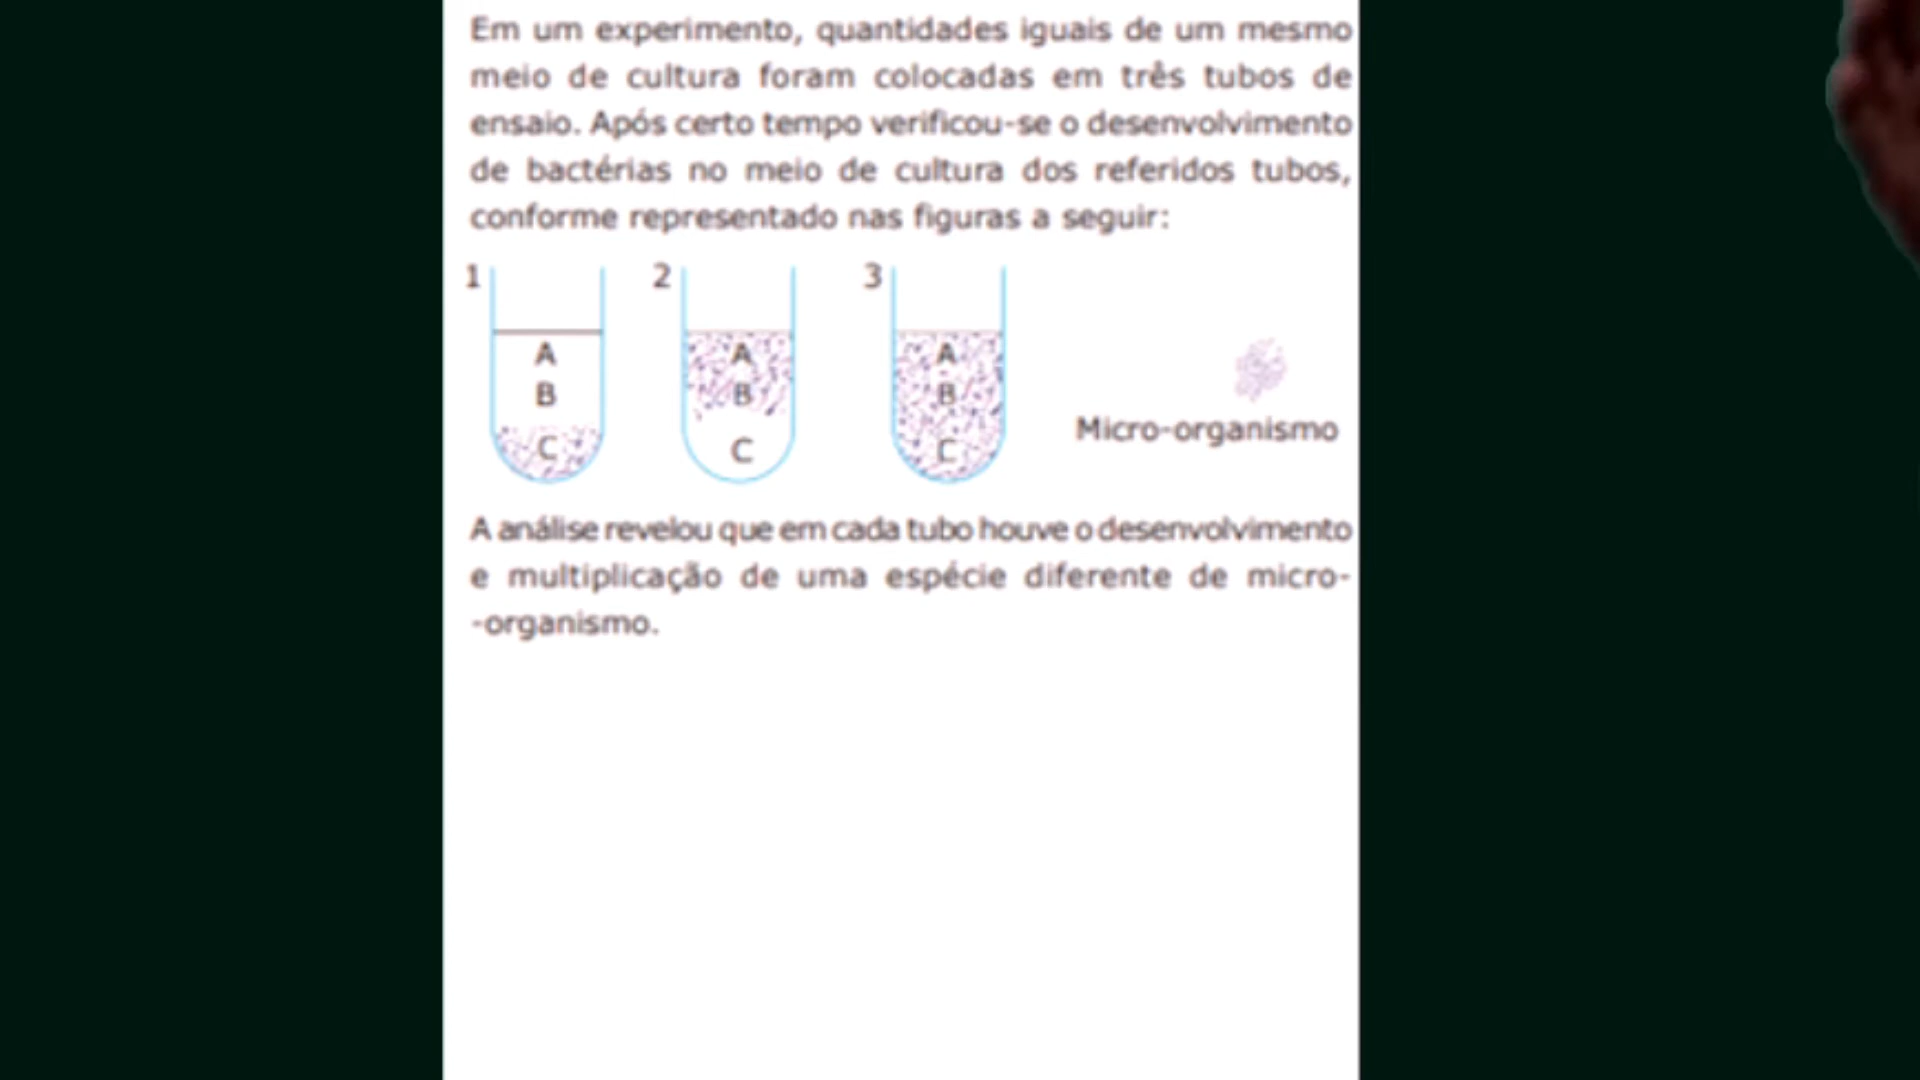 Em um experimento, quantidades iguais de um mesmo
meio de cultura foram colocadas em três tubos de
ensaio. Após certo tempo verificou-se o desenvolvimento
de bactérias no meio de cultura dos referidos tubos,
conforme representado nas figuras a seguir:
1 2 3
A A A
B B B
C C C
Micro-organismo
A análise revelou que em cada tubo houve o desenvolvimento
e multiplicação de uma espécie diferente de micro-
-organismo.